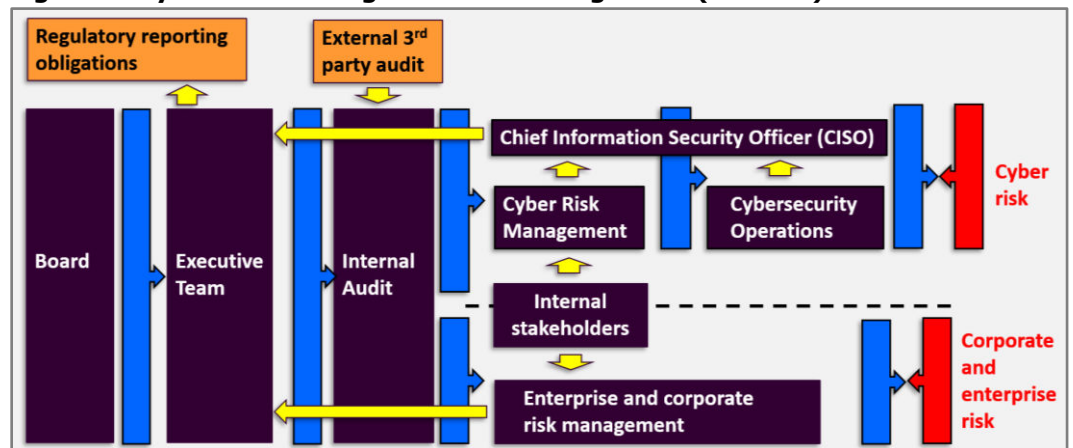 Regulatory reporting
obligations
External 3rd
party audit
Chief Information Security Officer (CISO)
Cyber
risk
Cyber Risk
Management
Cybersecurity
Operations
Board
Executive
Team
Internal
Audit
Internal
stakeholders
Corporate
and
enterprise
risk
Enterprise and corporate
risk management